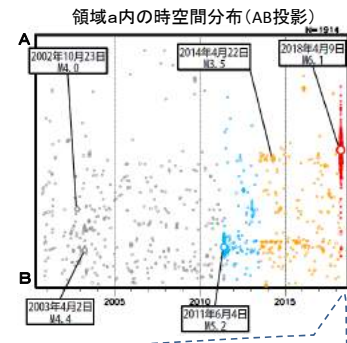 領域a内の時空間分布(AB投影)
A
N=1914
2002年10月23日
M4.0
2014年4月22日
M3.5
2018年4月9日
M6.1
B
2003年4月2日
M4.4
2005
2010
2011年6月4日
M5.2
2015